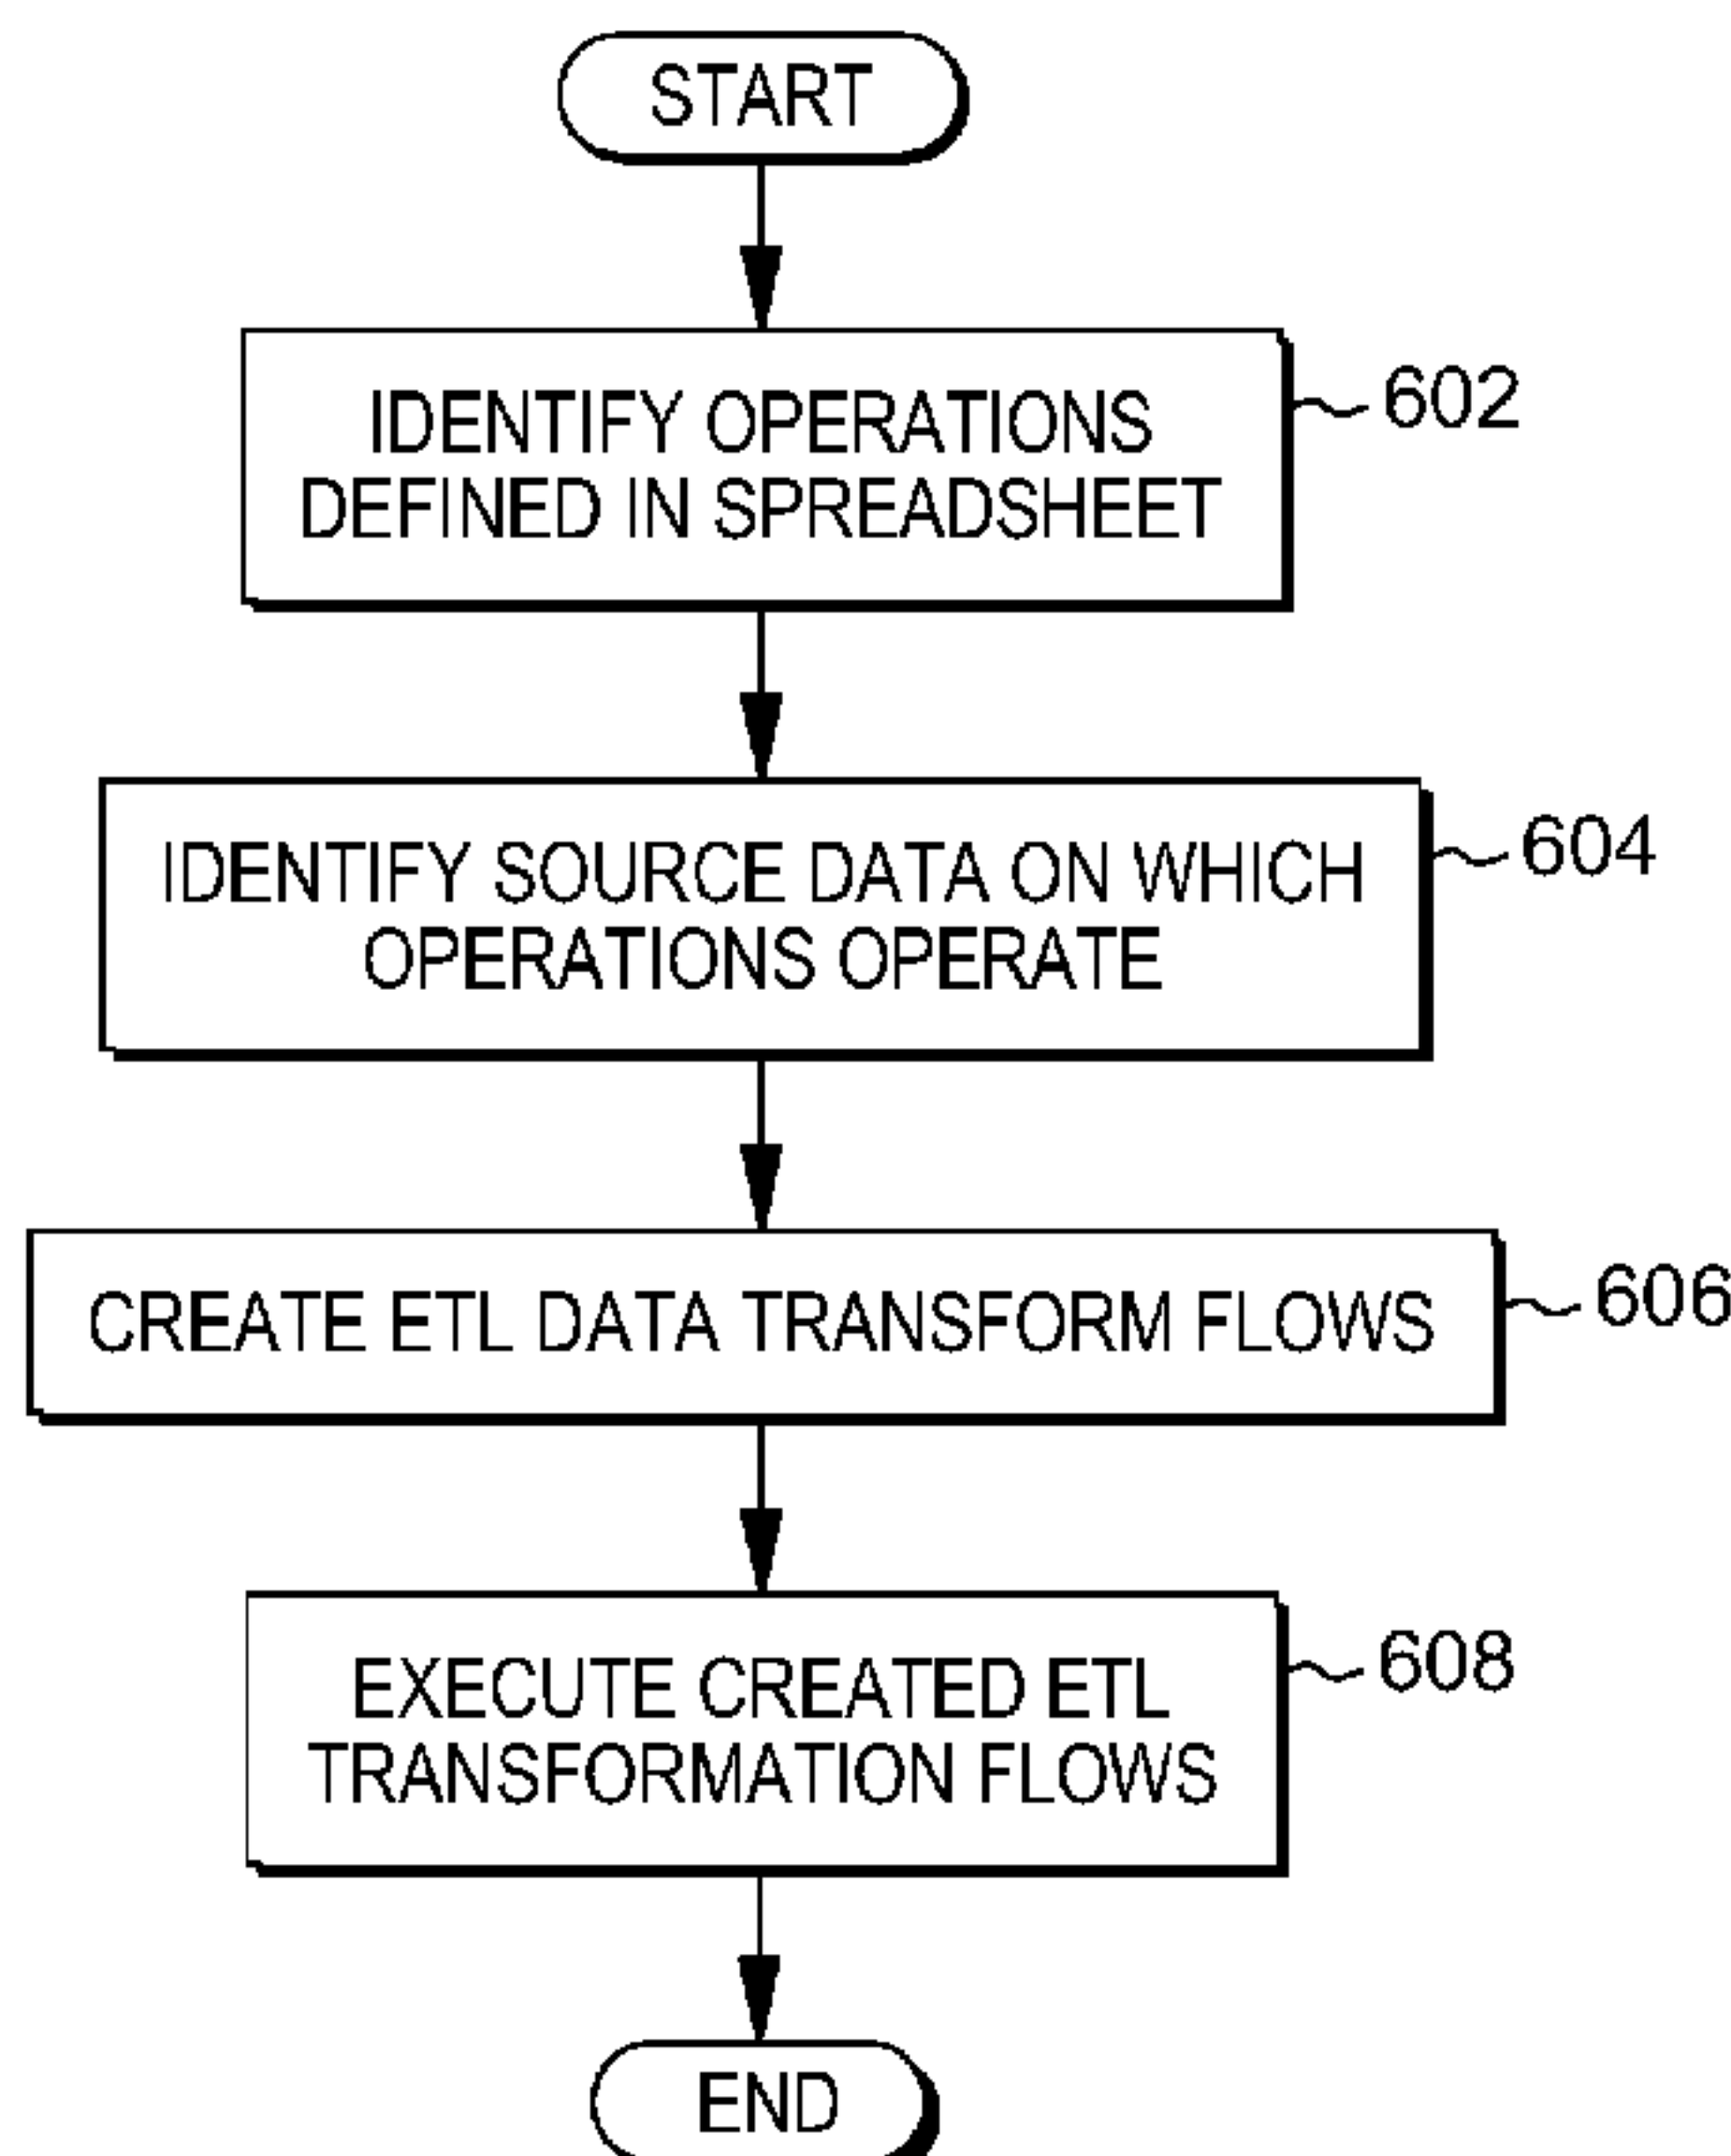 START
IDENTIFY OPERATIONS
DEFINED IN SPREADSHEET
602
IDENTIFY SOURCE DATA ON WHICH
OPERATIONS OPERATE
604
CREATE ETL DATA TRANSFORM FLOWS
606
EXECUTE CREATED ETL
TRANSFORMATION FLOWS
608
END